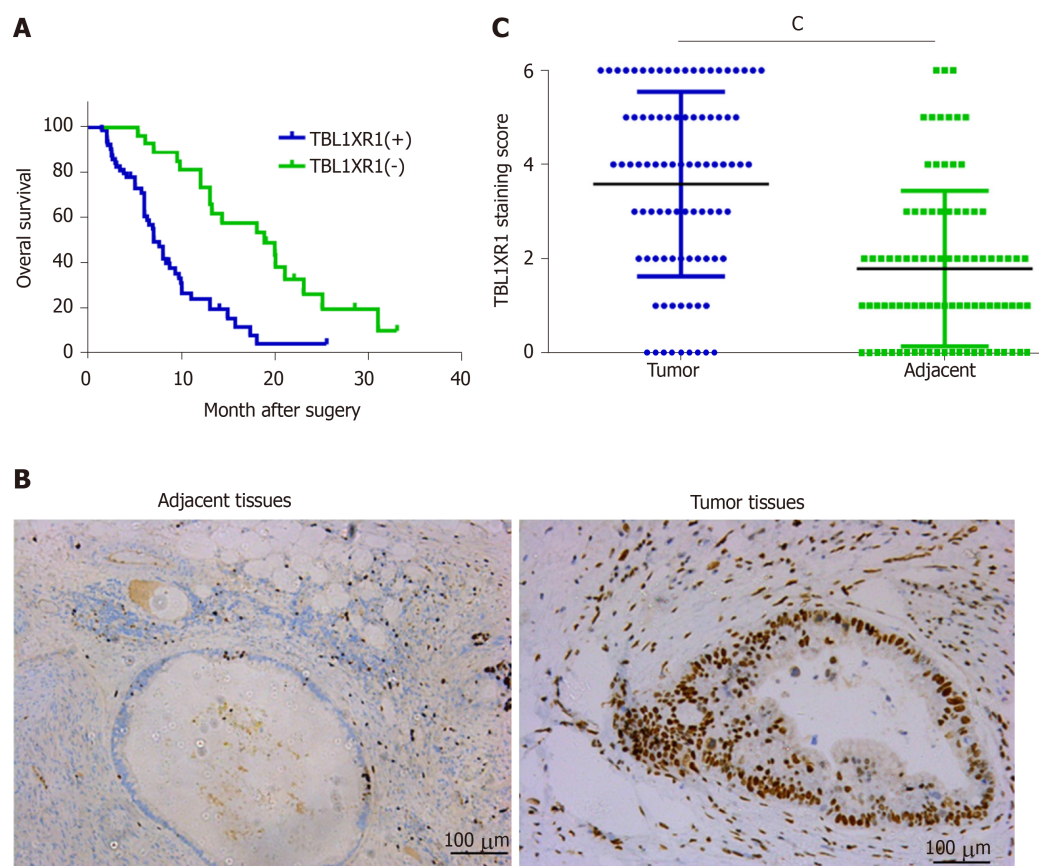 A
Overal survival
100
80
60
40
20
0
0 10 20 30 40
Month after sugery
TBL1XR1(+)
TBL1XR1(-)
C
C
TBL1XR1 staining score
6
4
2
0
Tumor Adjacent
B
Adjacent tissues
Tumor tissues
100 μm
100 μm